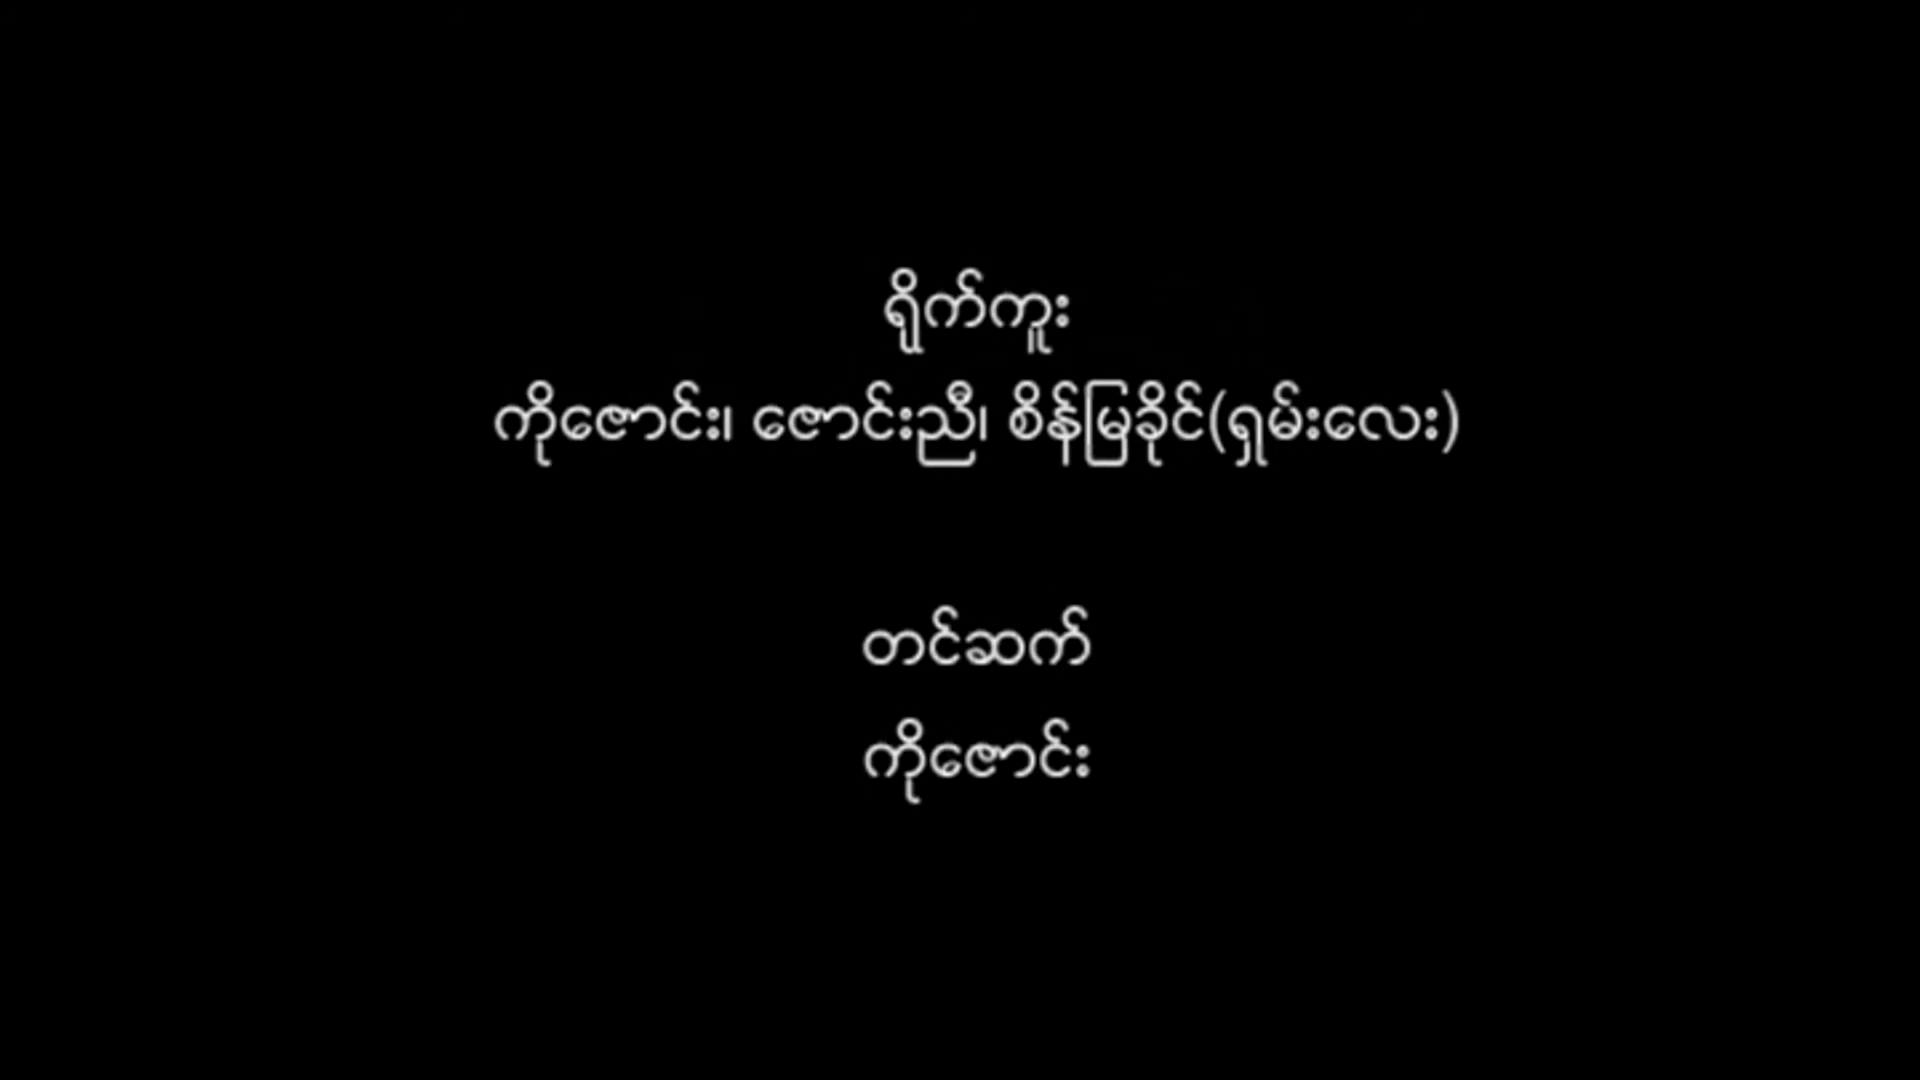 ရိုက်ကူး
ကိုဇောင်း၊ ဇောင်းညီ၊ စိန်မြခိုင်(ရှမ်းလေး)
တင်ဆက်
ကိုဇောင်း